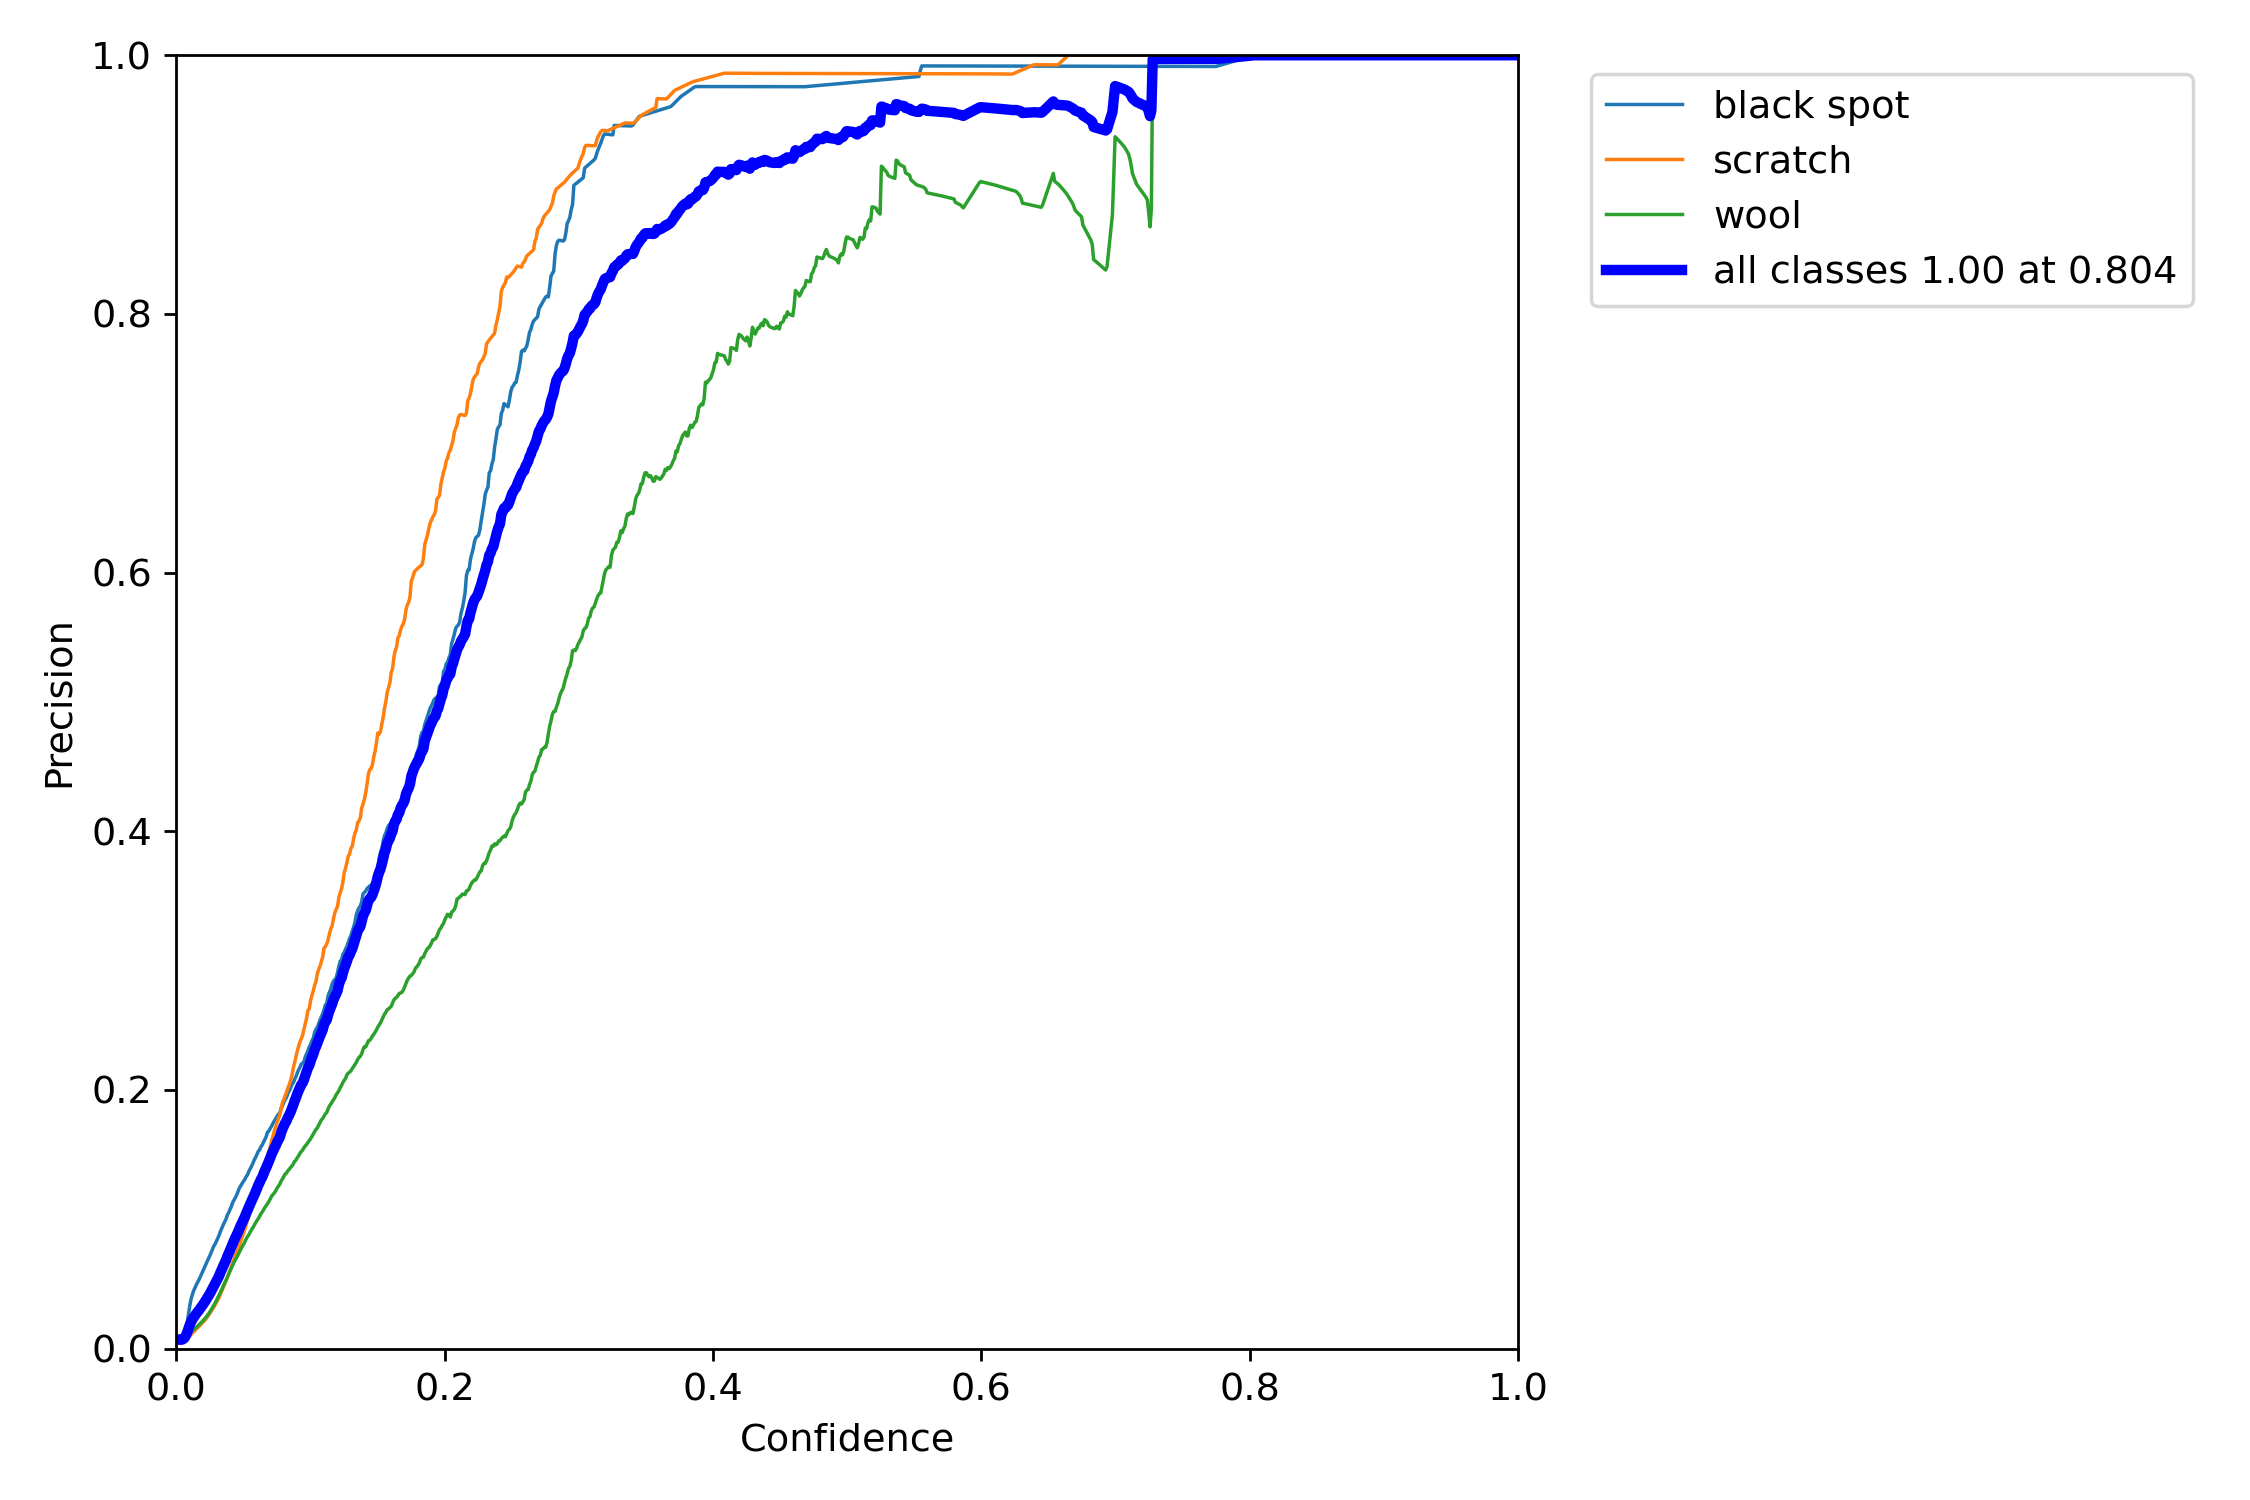 1.0
0.8
0.6
0.4
0.2
0.0
Precision
0.0 0.2 0.4 0.6 0.8 1.0
Confidence
black spot
scratch
wool
all classes 1.00 at 0.804